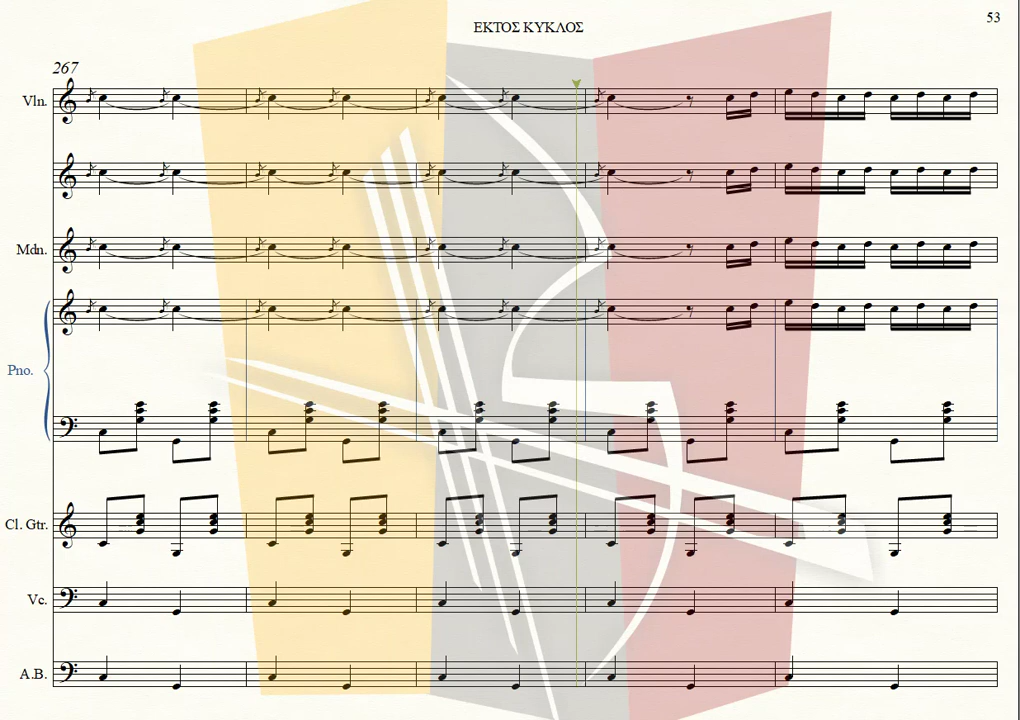 ΕΚΤΟΣ ΚΥΚΛΟΣ
53
267
Vln.
Mdn.
Pno.
Cl. Gtr.
Vc.
A.B.